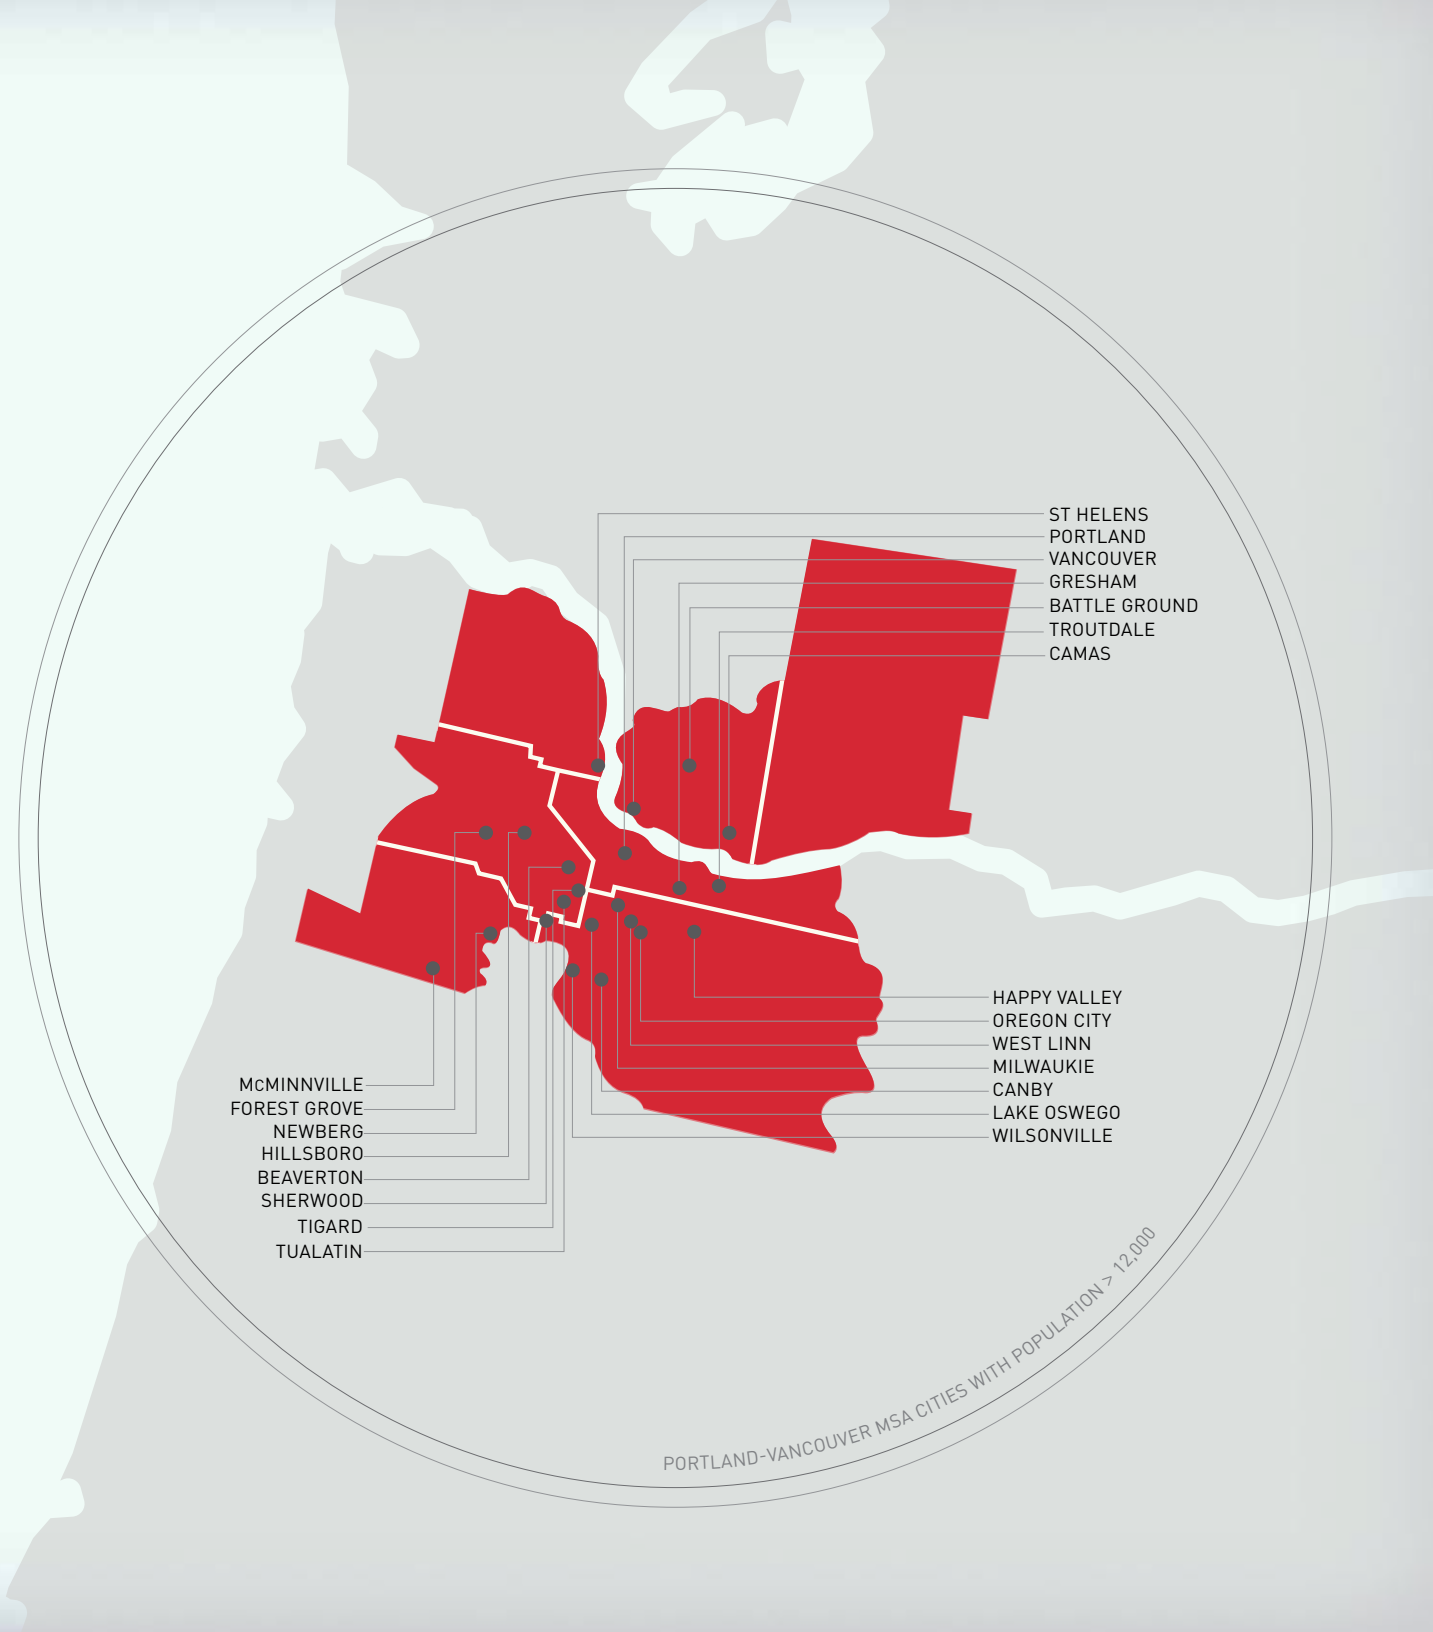 ST HELENS
PORTLAND
VANCOUVER
GRESHAM
BATTLE GROUND
TROUTDALE
CAMAS
HAPPY VALLEY
OREGON CITY
WEST LINN
MILWAUKIE
CANBY
LAKE OSWEGO
WILSONVILLE
McMINNVILLE
FOREST GROVE
NEWBERG
HILLSBORO
BEAVERTON
SHERWOOD
TIGARD
TUALATIN
PORTLAND-VANCOUVER MSA CITIES WITH POPULATION > 12,000